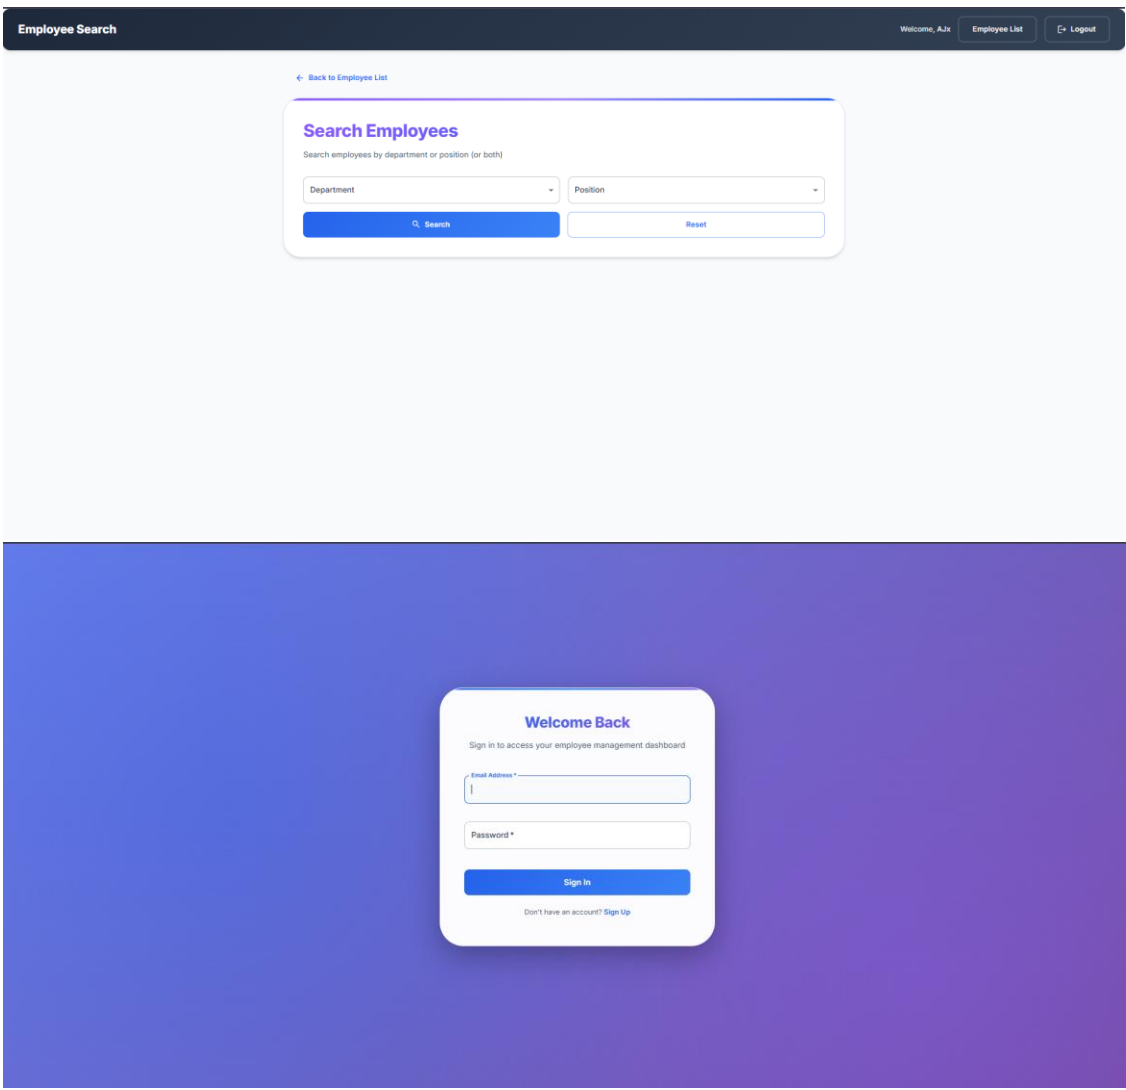 Employee Search
Welcome, AJx
Employee List
Logout
Back to Employee List
Search Employees
Search employees by department or position (or both)
Department
Position
Search
Reset
Welcome Back
Sign in to access your employee management dashboard
Email Address *
Password *
Sign In
Don't have an account? Sign Up